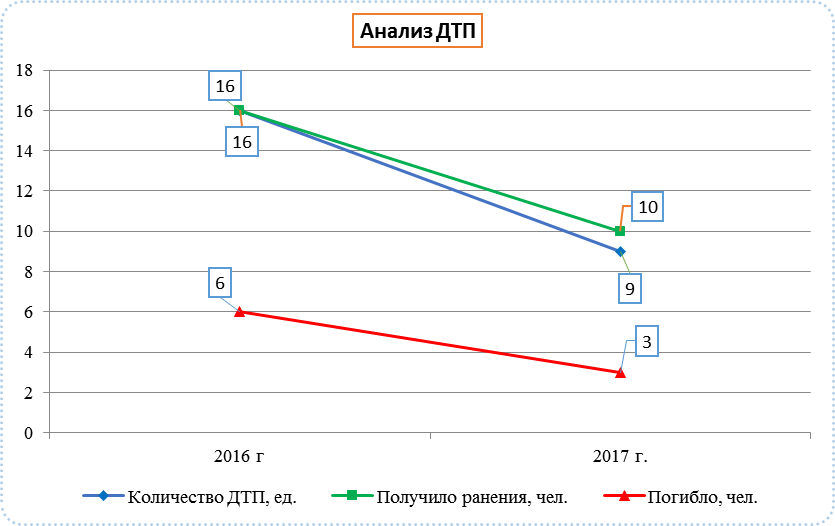 Анализ ДТП
18
16
14
12
10
8
6
4
2
0
16
16
10
9
6
3
2016 г
2017 г.
Количество ДТП, ед.
Получило ранения, чел.
Погибло, чел.